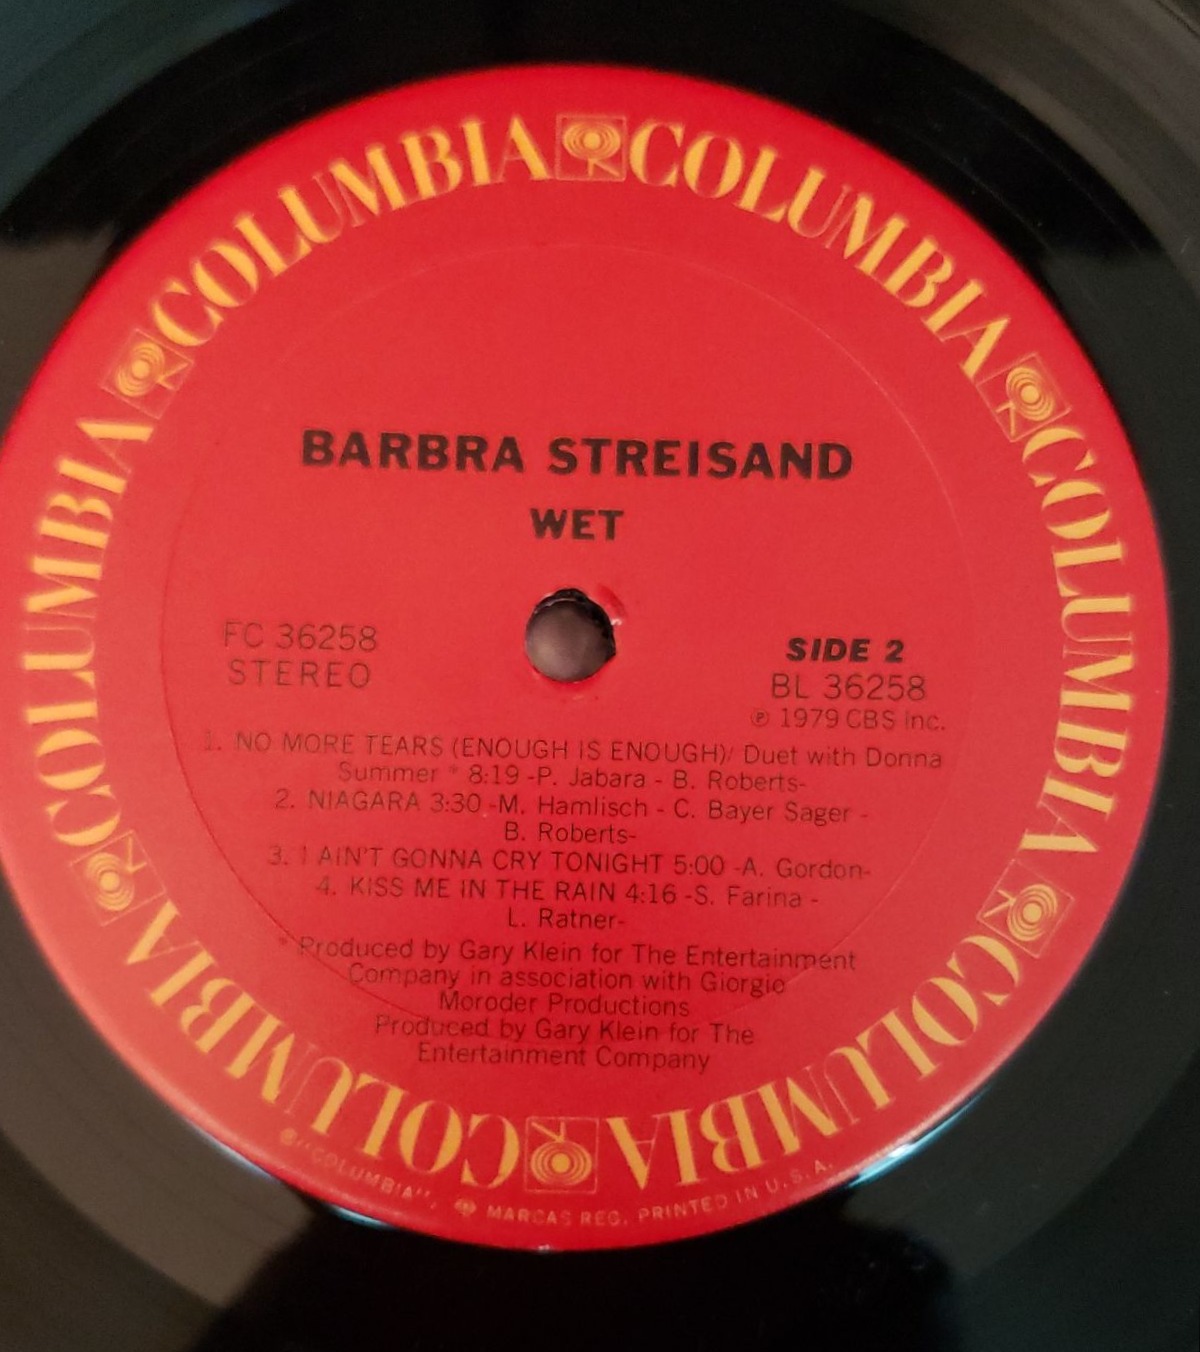 COLUMBIA COLUMBIA COLUMBIA COLUMBIA COLUMBIA COLUMBIA
BARBRA STREISAND
WET
FC 36258
STEREO
SIDE 2
BL 36258
℗ 1979 CBS Inc.
1. NO MORE TEARS (ENOUGH IS ENOUGH)/ Duet with Donna
Summer * 8:19 -P. Jabara - B. Roberts-
2. NIAGARA 3:30 -M. Hamlisch - C. Bayer Sager -
B. Roberts-
3. I AIN'T GONNA CRY TONIGHT 5:00 -A. Gordon-
4. KISS ME IN THE RAIN 4:16 -S. Farina -
L. Ratner-
* Produced by Gary Klein for The Entertainment
Company in association with Giorgio
Moroder Productions
Produced by Gary Klein for The
Entertainment Company
®"COLUMBIA", MARCAS REG. PRINTED IN U.S.A.